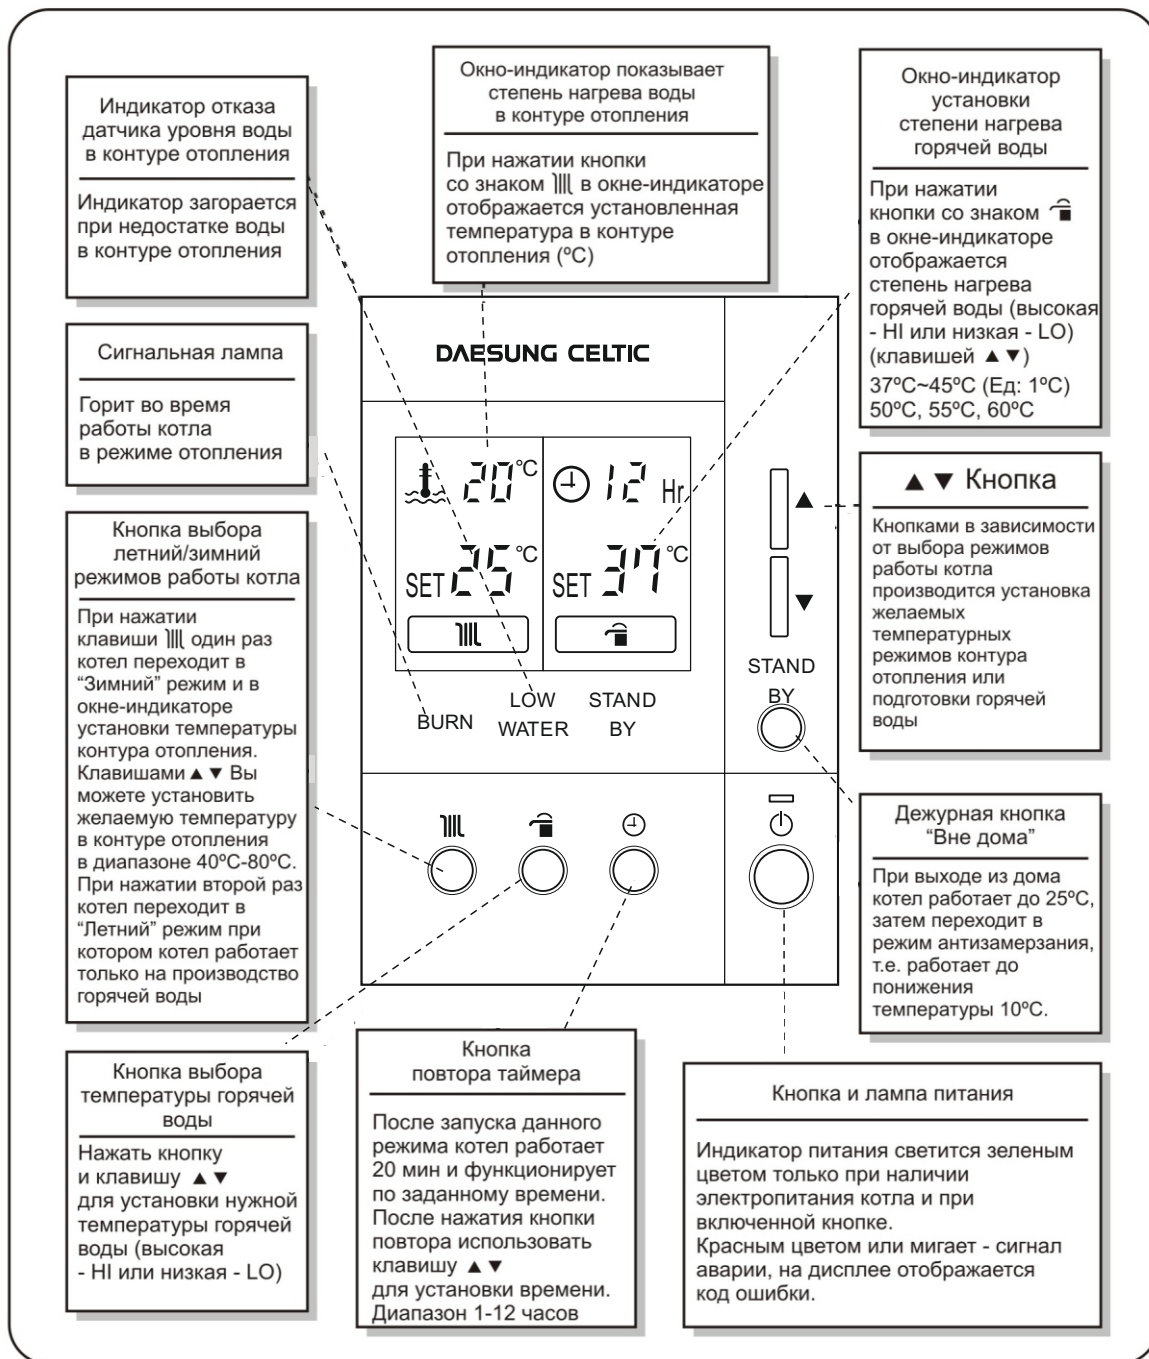 Индикатор отказа
датчика уровня воды
в контуре отопления
Индикатор загорается
при недостатке воды
в контуре отопления
Окно-индикатор показывает
степень нагрева воды
в контуре отопления
При нажатии кнопки
со знаком в окне-индикаторе
отображается установленная
температура в контуре
отопления (ºC)
Окно-индикатор
установки
степени нагрева
горячей воды
При нажатии
кнопки со знаком
в окне-индикаторе
отображается
степень нагрева
горячей воды (высокая
- HI или низкая - LO)
(клавишей ▲ ▼)
37ºC~45ºC (Ед: 1ºC)
50ºC, 55ºC, 60ºC
Сигнальная лампа
Горит во время
работы котла
в режиме отопления
DAESUNG CELTIC
20 ºC
12 Hr
SET 25 ºC
SET 37 ºC
BURN
LOW
WATER
STAND
BY
▲
▼
STAND
BY
▲ ▼ Кнопка
Кнопками в зависимости
от выбора режимов
работы котла
производится установка
желаемых
температурных
режимов контура
отопления или
подготовки горячей
воды
Кнопка выбора
летний/зимний
режимов работы котла
При нажатии
клавиши один раз
котел переходит в
“Зимний” режим и в
окне-индикаторе
установки температуры
контура отопления.
Клавишами ▲ ▼ Вы
можете установить
желаемую температуру
в контуре отопления
в диапазоне 40ºC-80ºC.
При нажатии второй раз
котел переходит в
“Летний” режим при
котором котел работает
только на производство
горячей воды
Дежурная кнопка
“Вне дома”
При выходе из дома
котел работает до 25ºC,
затем переходит в
режим антизамерзания,
т.е. работает до
понижения
температуры 10ºC.
Кнопка выбора
температуры горячей
воды
Нажать кнопку
и клавишу ▲ ▼
для установки нужной
температуры горячей
воды (высокая
- HI или низкая - LO)
Кнопка
повтора таймера
После запуска данного
режима котел работает
20 мин и функционирует
по заданному времени.
После нажатия кнопки
повтора использовать
клавишу ▲ ▼
для установки времени.
Диапазон 1-12 часов
Кнопка и лампа питания
Индикатор питания светится зеленым
цветом только при наличии
электропитания котла и при
включенной кнопке.
Красным цветом или мигает - сигнал
аварии, на дисплее отображается
код ошибки.